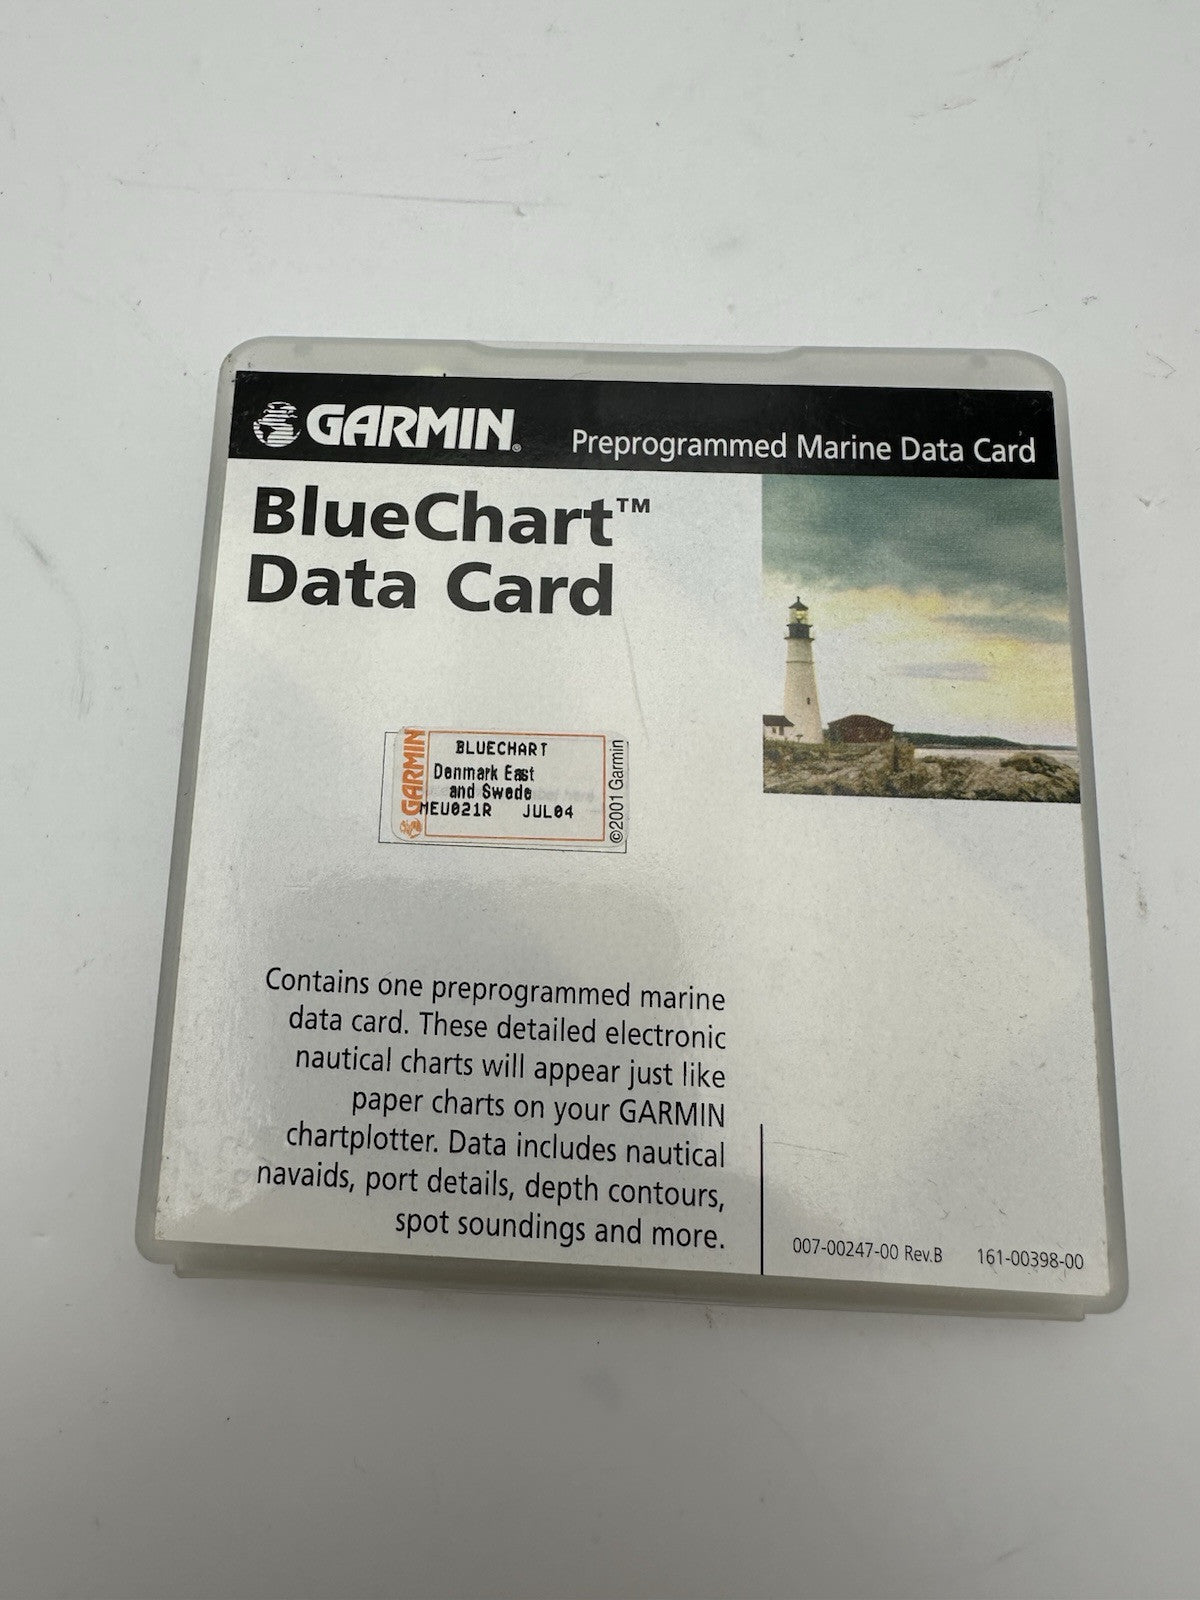 GARMIN®
Preprogrammed Marine Data Card
BlueChart™
Data Card
GARMIN
BLUECHART
Denmark East
and Swede
MEU021R JUL04
©2001 Garmin
Contains one preprogrammed marine
data card. These detailed electronic
nautical charts will appear just like
paper charts on your GARMIN
chartplotter. Data includes nautical
navaids, port details, depth contours,
spot soundings and more.
007-00247-00 Rev.B 161-00398-00